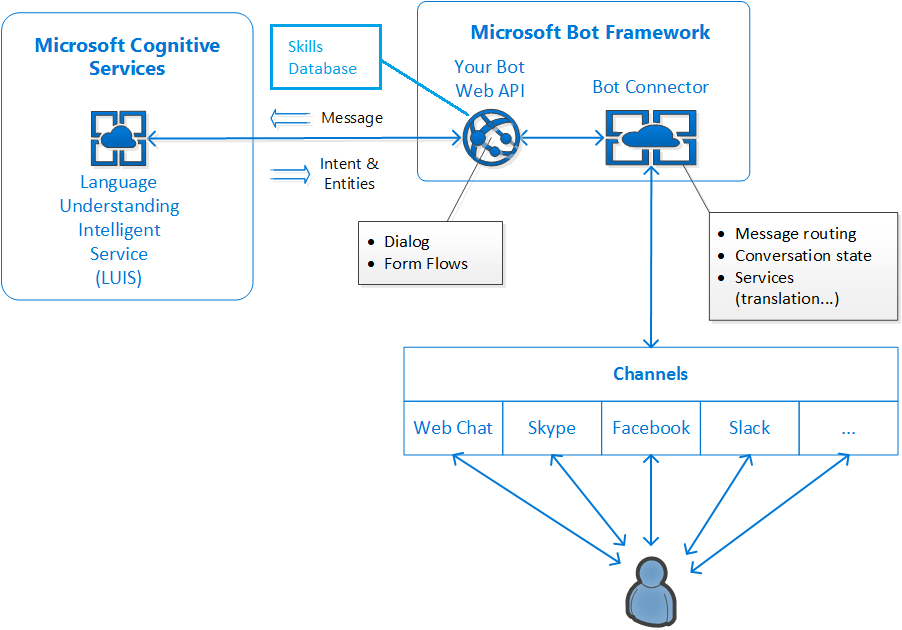 Microsoft Cognitive
Services
Language
Understanding
Intelligent
Service
(LUIS)
Skills
Database
Message
Intent &
Entities
Microsoft Bot Framework
Your Bot
Web API
Bot Connector
• Dialog
• Form Flows
• Message routing
• Conversation state
• Services
(translation...)
Channels
Web Chat
Skype
Facebook
Slack
...